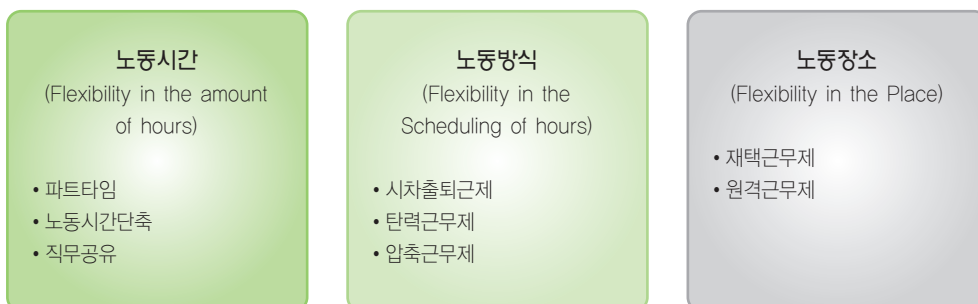 노동시간
(Flexibility in the amount
of hours)
• 파트타임
• 노동시간단축
• 직무공유
노동방식
(Flexibility in the
Scheduling of hours)
• 시차출퇴근제
• 탄력근무제
• 압축근무제
노동장소
(Flexibility in the Place)
• 재택근무제
• 원격근무제